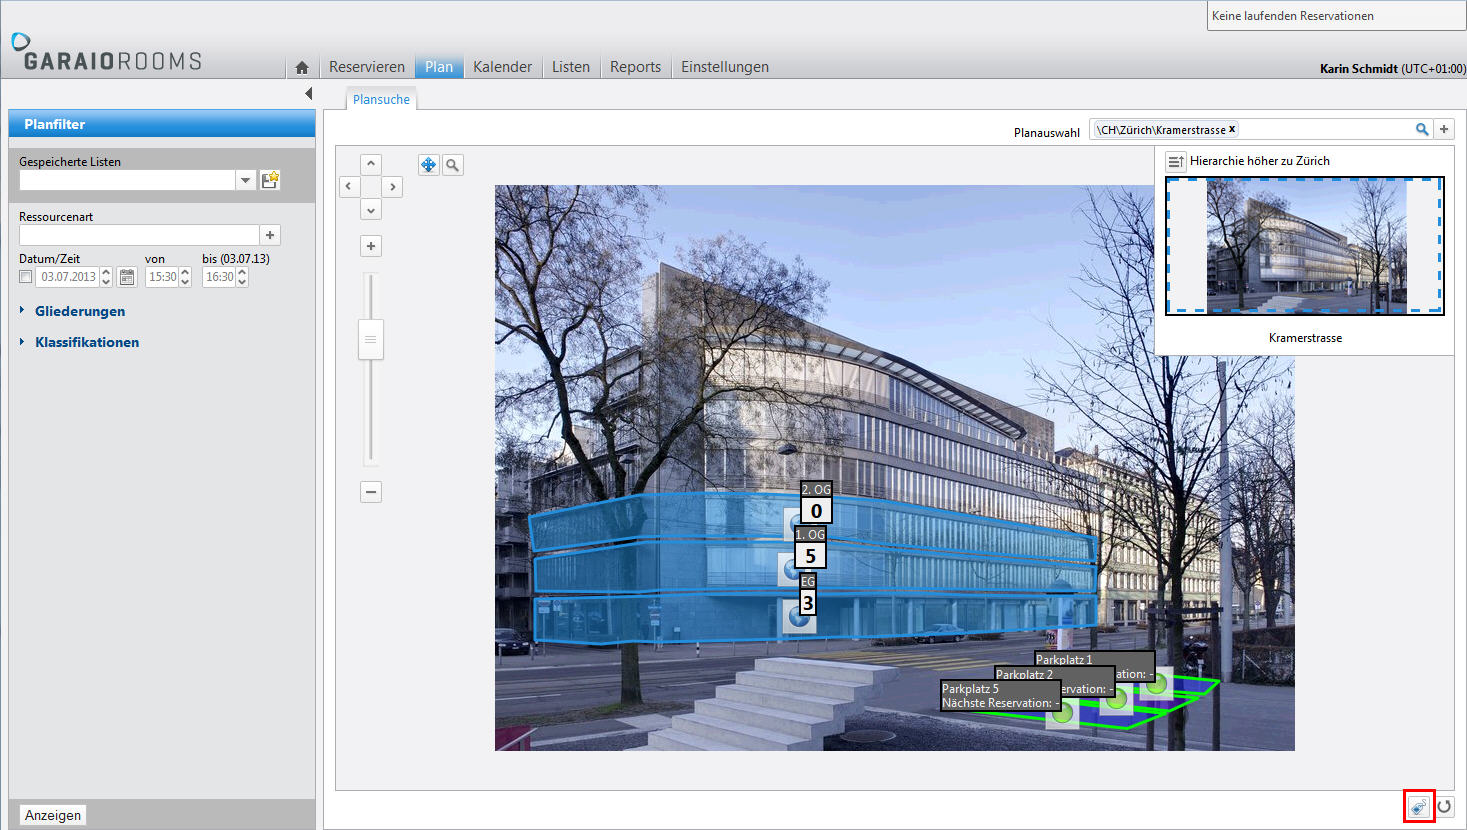 Keine laufenden Reservationen
GARAIOROOMS
Reservieren
Plan
Kalender
Listen
Reports
Einstellungen
Karin Schmidt (UTC+01:00)
Plansuche
Planfilter
Planauswahl
\CH\Zürich\Kramerstrasse x
Gespeicherte Listen
Hierarchie höher zu Zürich
Kramerstrasse
Ressourcenart
Datum/Zeit
von
bis (03.07.13)
03.07.2013
15:30
16:30
Gliederungen
Klassifikationen
2. OG
0
1. OG
5
EG
3
Parkplatz 1
ation: -
Parkplatz 2
ervation: -
Parkplatz 5
Nächste Reservation: -
Anzeigen